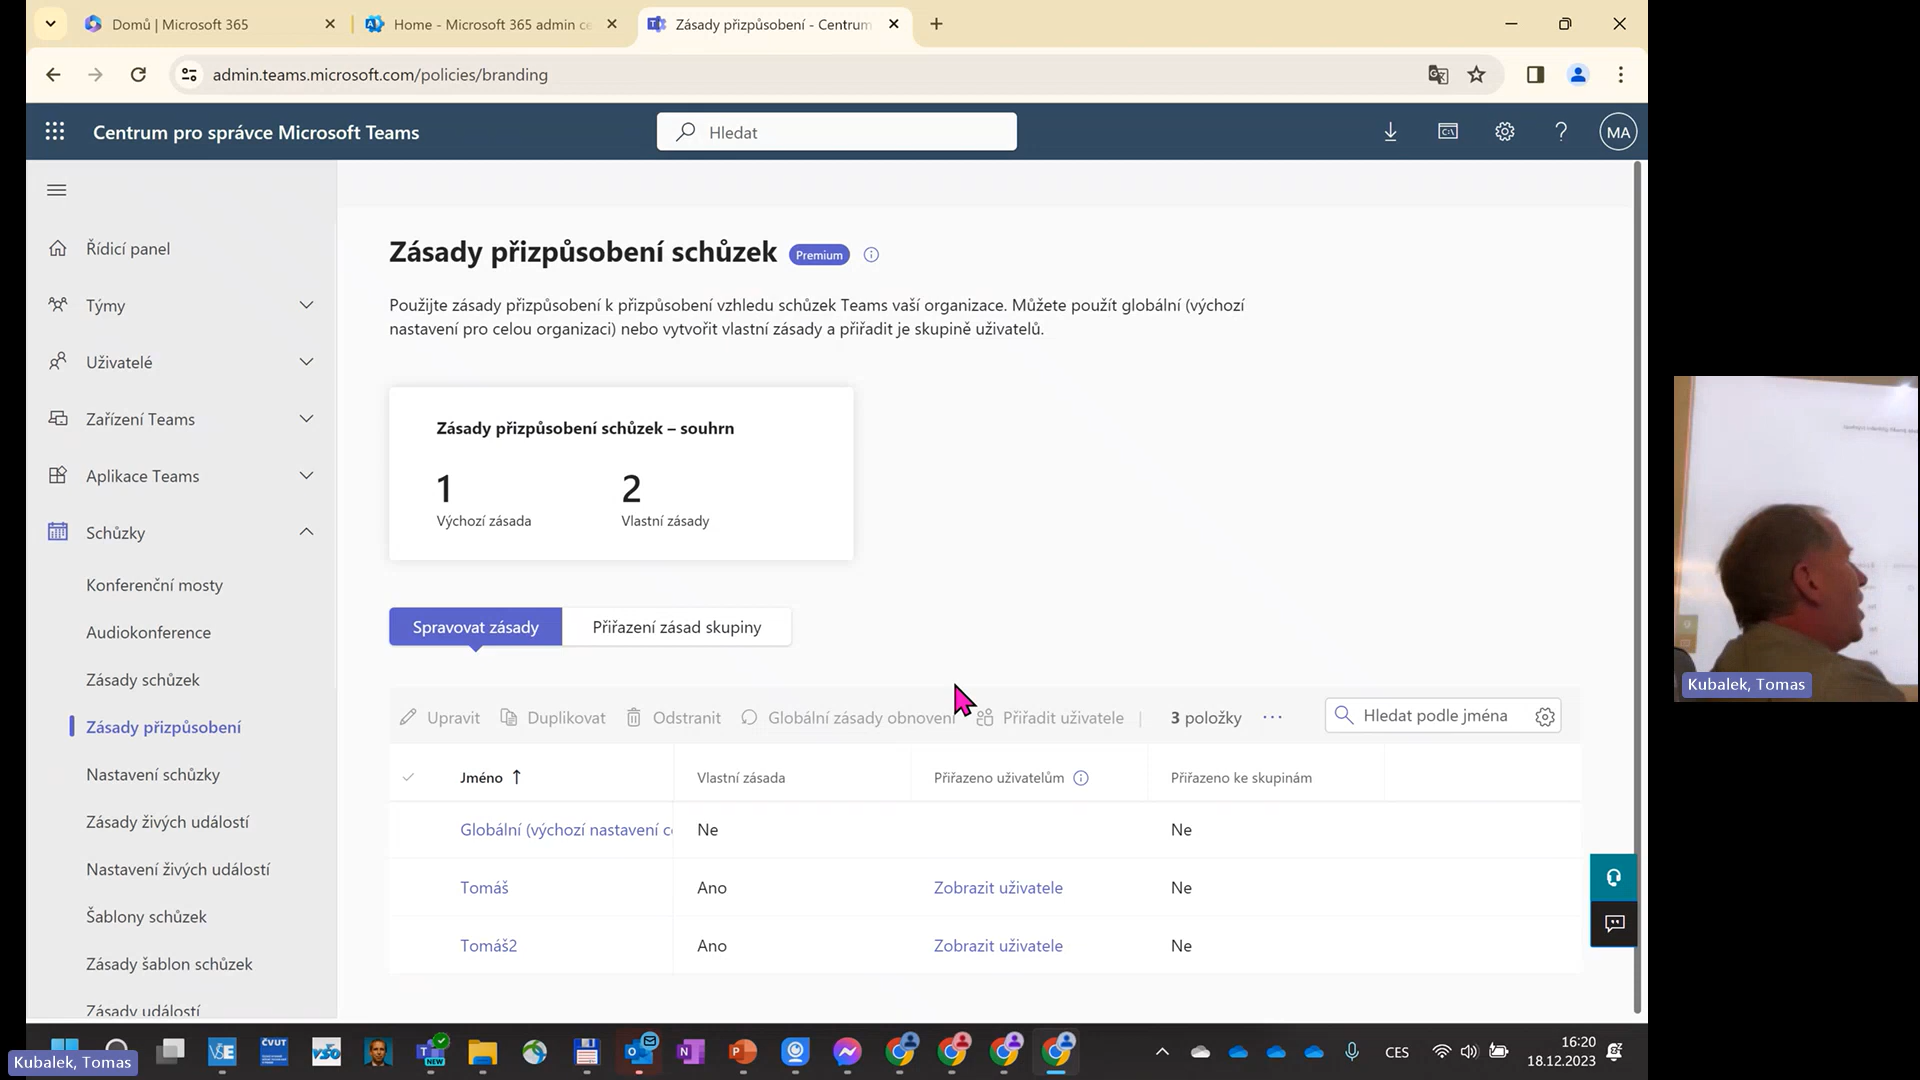 Domů | Microsoft 365
Home - Microsoft 365 admin ce
Zásady přizpůsobení - Centrum
admin.teams.microsoft.com/policies/branding
Centrum pro správce Microsoft Teams
Hledat
MA
Řídicí panel
Týmy
Uživatelé
Zařízení Teams
Aplikace Teams
Schůzky
Konferenční mosty
Audiokonference
Zásady schůzek
Zásady přizpůsobení
Nastavení schůzky
Zásady živých událostí
Nastavení živých událostí
Šablony schůzek
Zásady šablon schůzek
Zásady událostí
Zásady přizpůsobení schůzek Premium
Použijte zásady přizpůsobení k přizpůsobení vzhledu schůzek Teams vaší organizace. Můžete použít globální (výchozí
nastavení pro celou organizaci) nebo vytvořit vlastní zásady a přiřadit je skupině uživatelů.
Zásady přizpůsobení schůzek – souhrn
1 2
Výchozí zásada Vlastní zásady
Spravovat zásady Přiřazení zásad skupiny
Upravit Duplikovat Odstranit Globální zásady obnovení Přiřadit uživatele | 3 položky ... Hledat podle jména
Jméno ↑ Vlastní zásada Přiřazeno uživatelům Přiřazeno ke skupinám
Globální (výchozí nastavení ce Ne Ne
Tomáš Ano Zobrazit uživatele Ne
Tomáš2 Ano Zobrazit uživatele Ne
Kubalek, Tomas
Kubalek, Tomas
VŠE
ČVUT
VŠO
NEW
CES
16:20
18.12.2023